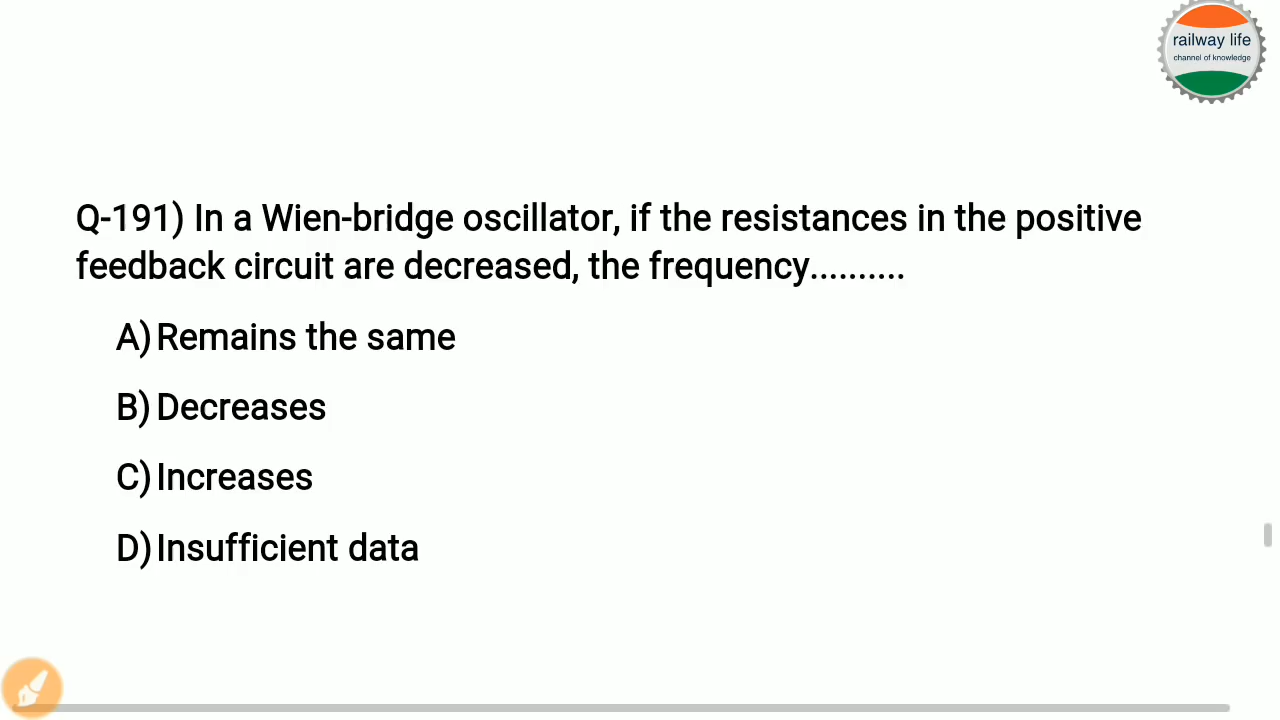 railway life
channel of knowledge
Q-191) In a Wien-bridge oscillator, if the resistances in the positive
feedback circuit are decreased, the frequency..........
A) Remains the same
B) Decreases
C) Increases
D) Insufficient data